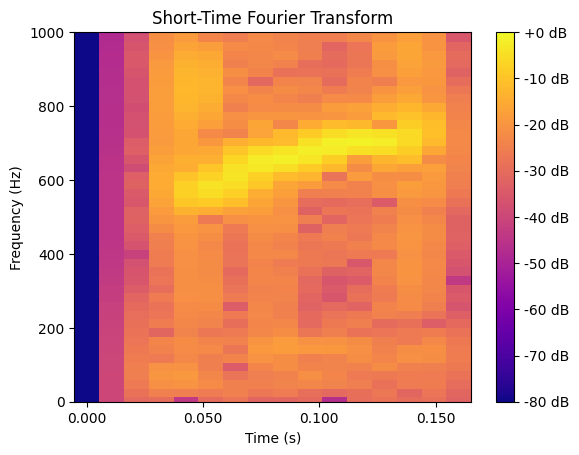 Short-Time Fourier Transform
1000
800
600
400
200
0
Frequency (Hz)
0.000
0.050
0.100
0.150
Time (s)
+0 dB
-10 dB
-20 dB
-30 dB
-40 dB
-50 dB
-60 dB
-70 dB
-80 dB